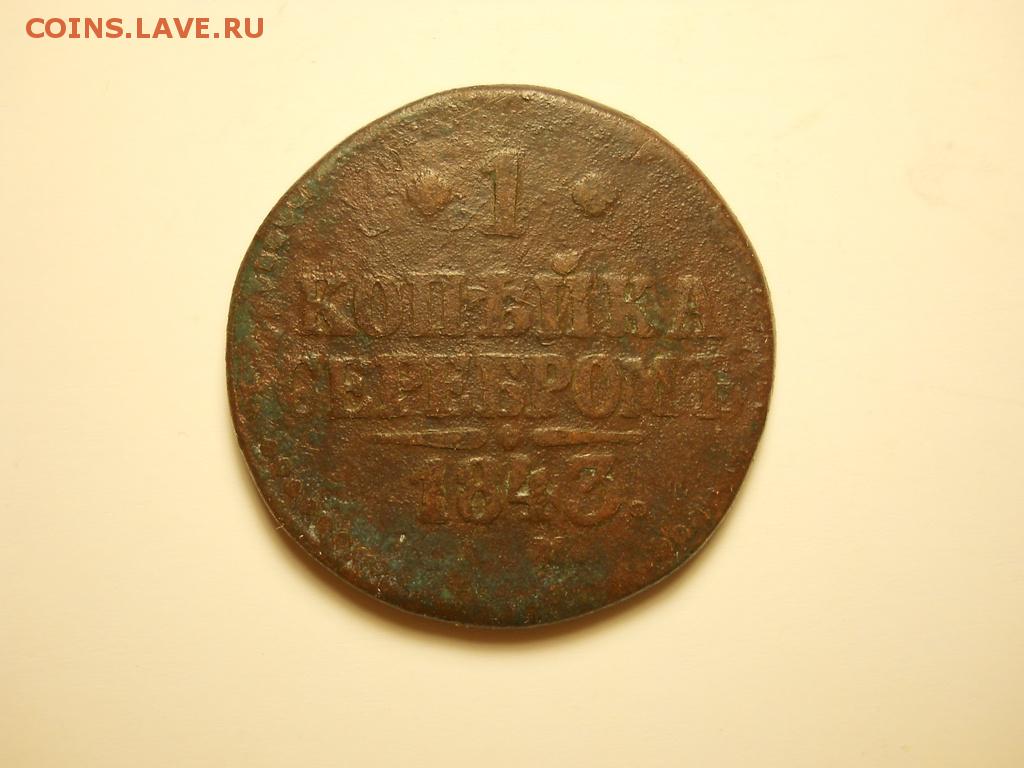 COINS.LAVE.RU
1
КОПѢЙКА
СЕРЕБРОМЪ
1843.